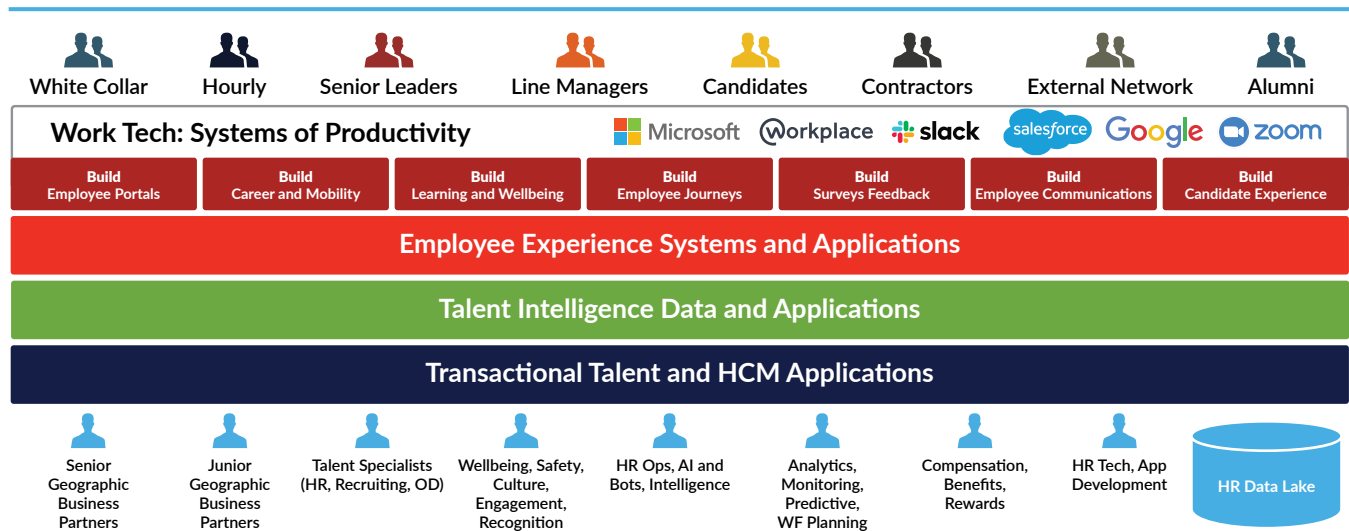 White Collar
Hourly
Senior Leaders
Line Managers
Candidates
Contractors
External Network
Alumni
Work Tech: Systems of Productivity
Microsoft
Workplace
slack
salesforce
Google
zoom
Build
Employee Portals
Build
Career and Mobility
Build
Learning and Wellbeing
Build
Employee Journeys
Build
Surveys Feedback
Build
Employee Communications
Build
Candidate Experience
Employee Experience Systems and Applications
Talent Intelligence Data and Applications
Transactional Talent and HCM Applications
Senior
Geographic
Business
Partners
Junior
Geographic
Business
Partners
Talent Specialists
(HR, Recruiting, OD)
Wellbeing, Safety,
Culture,
Engagement,
Recognition
HR Ops, AI and
Bots, Intelligence
Analytics,
Monitoring,
Predictive,
WF Planning
Compensation,
Benefits,
Rewards
HR Tech, App
Development
HR Data Lake